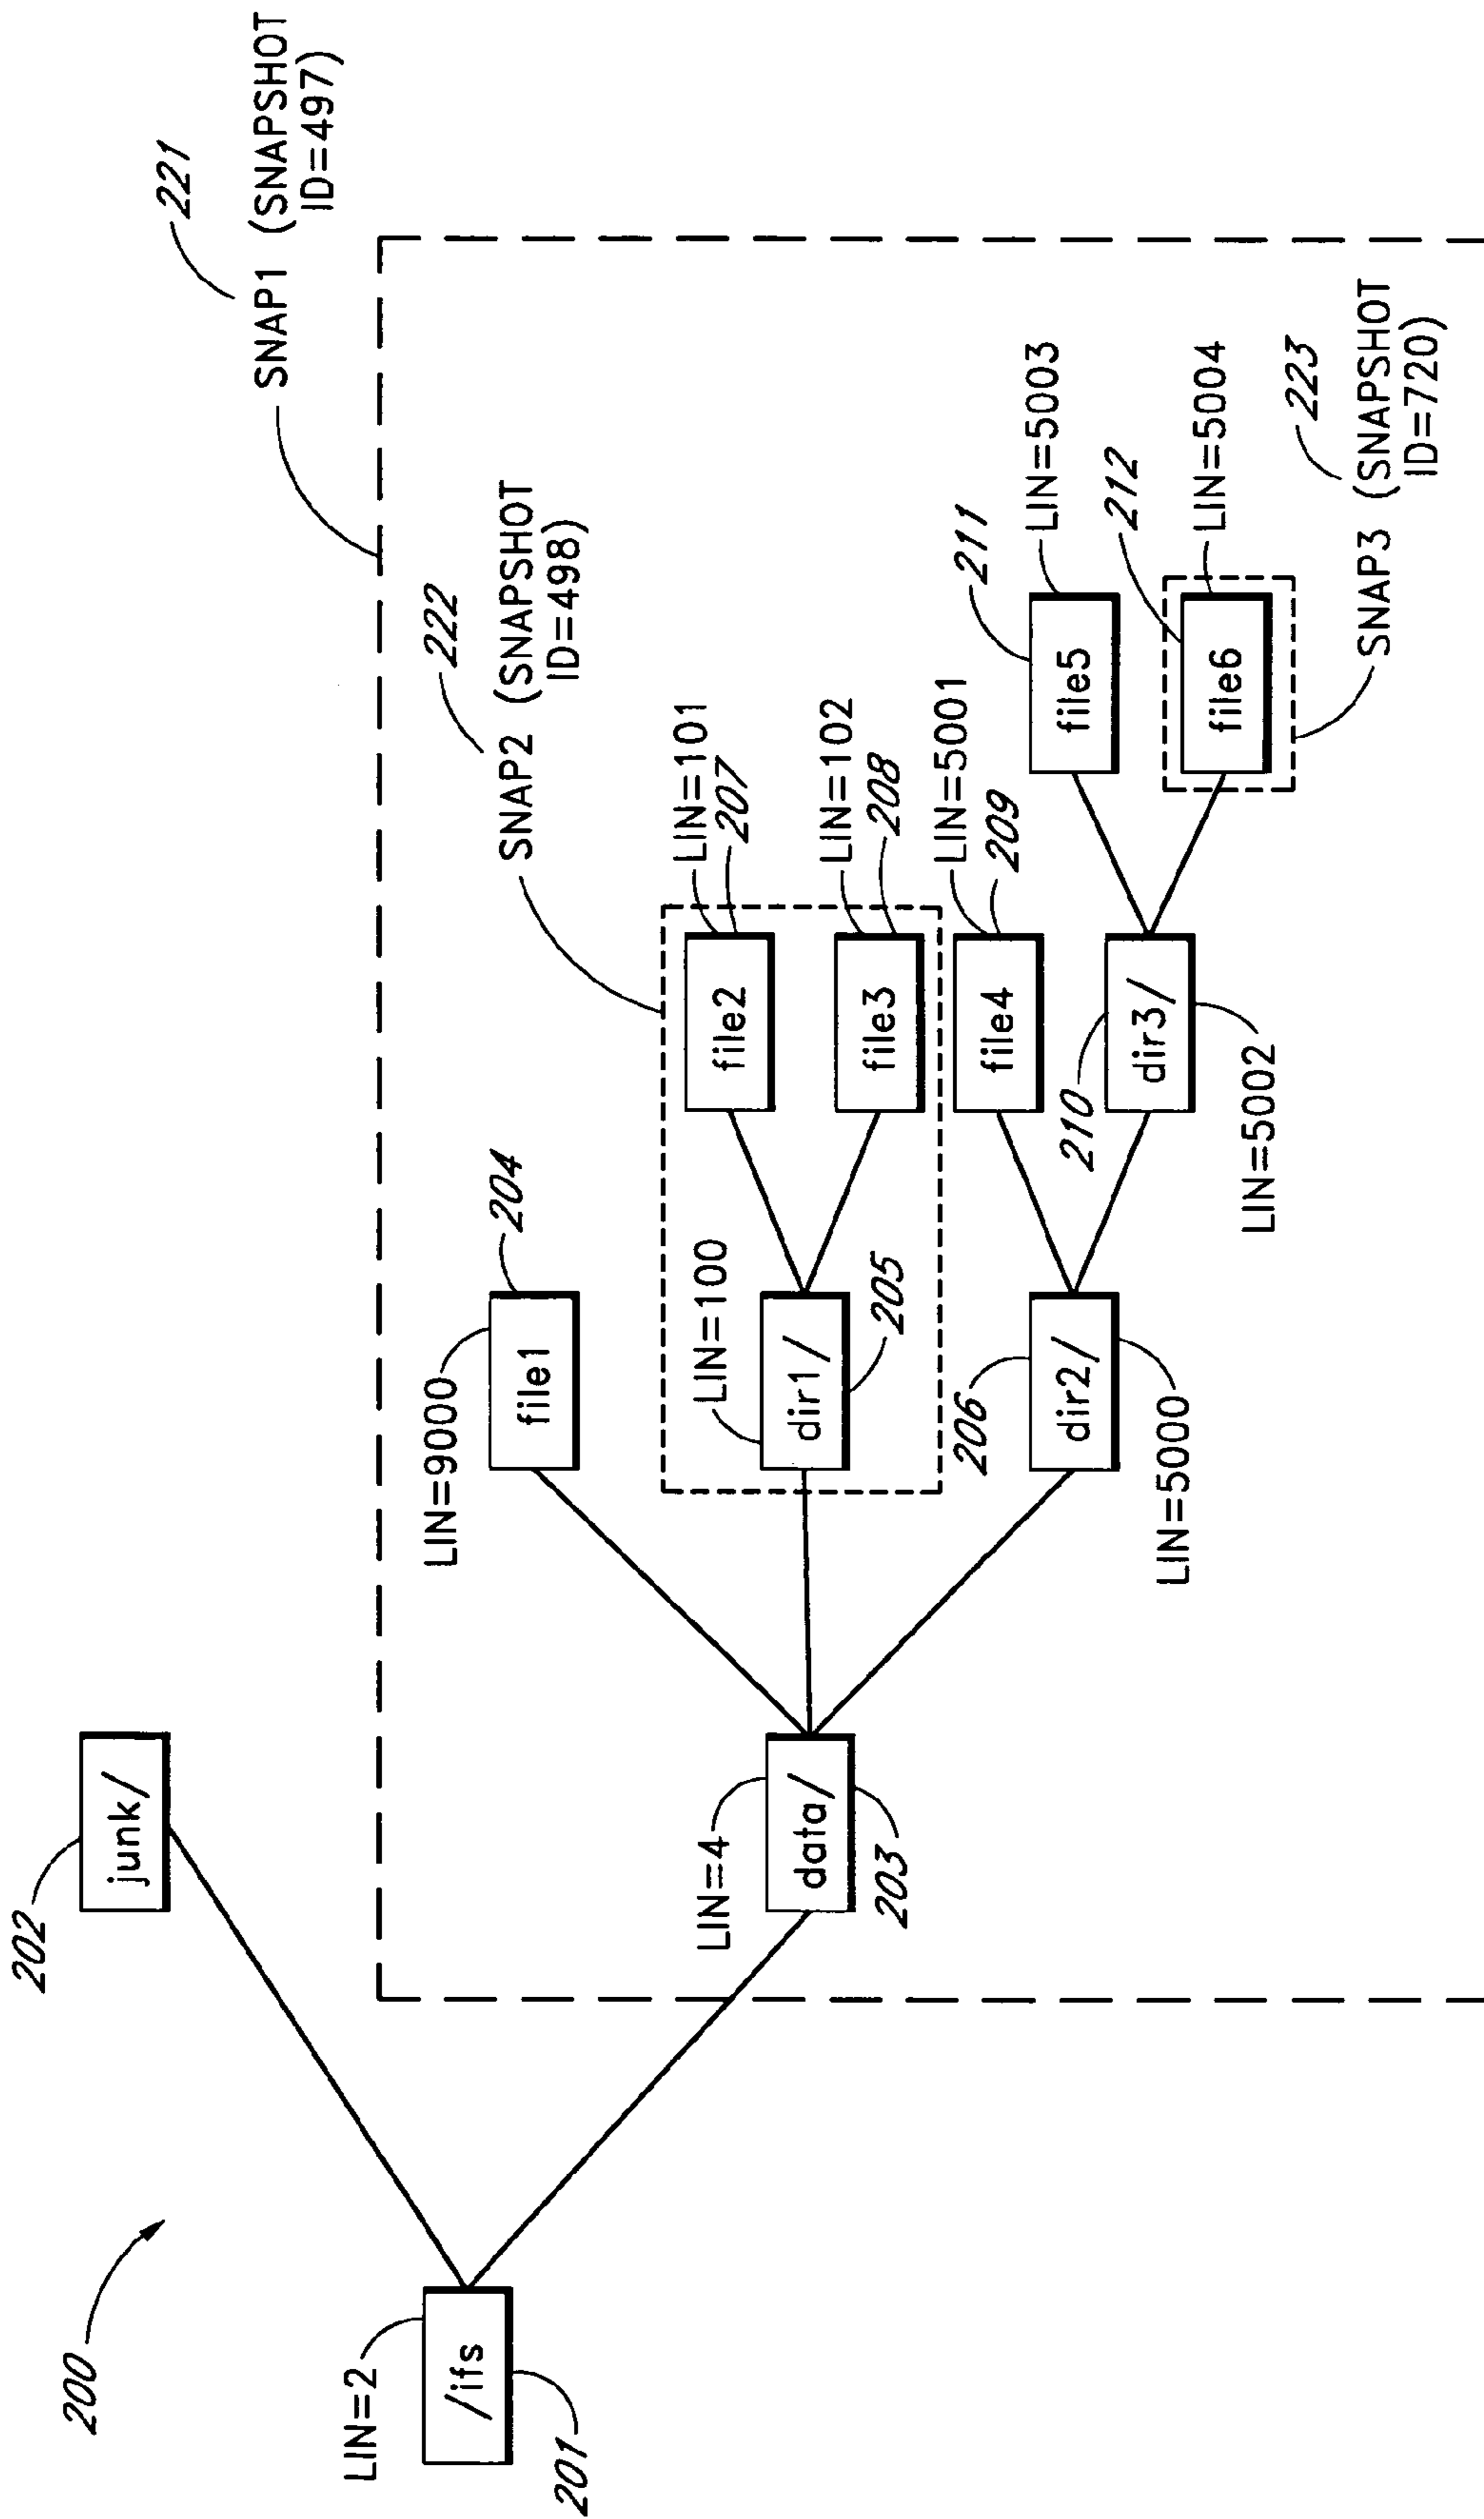 200
202
junk/
LIN=2
/ifs
201
221
SNAP1 (SNAPSHOT
ID=497)
222
SNAP2 (SNAPSHOT
ID=498)
LIN=9000
file1
204
LIN=4
data/
203
LIN=100
dir1/
205
LIN=101
207
file2
LIN=102
208
file3
206
dir2/
LIN=5000
LIN=5001
209
file4
210
dir3/
LIN=5002
211
LIN=5003
file5
212
LIN=5004
file6
223
SNAP3 (SNAPSHOT
ID=720)